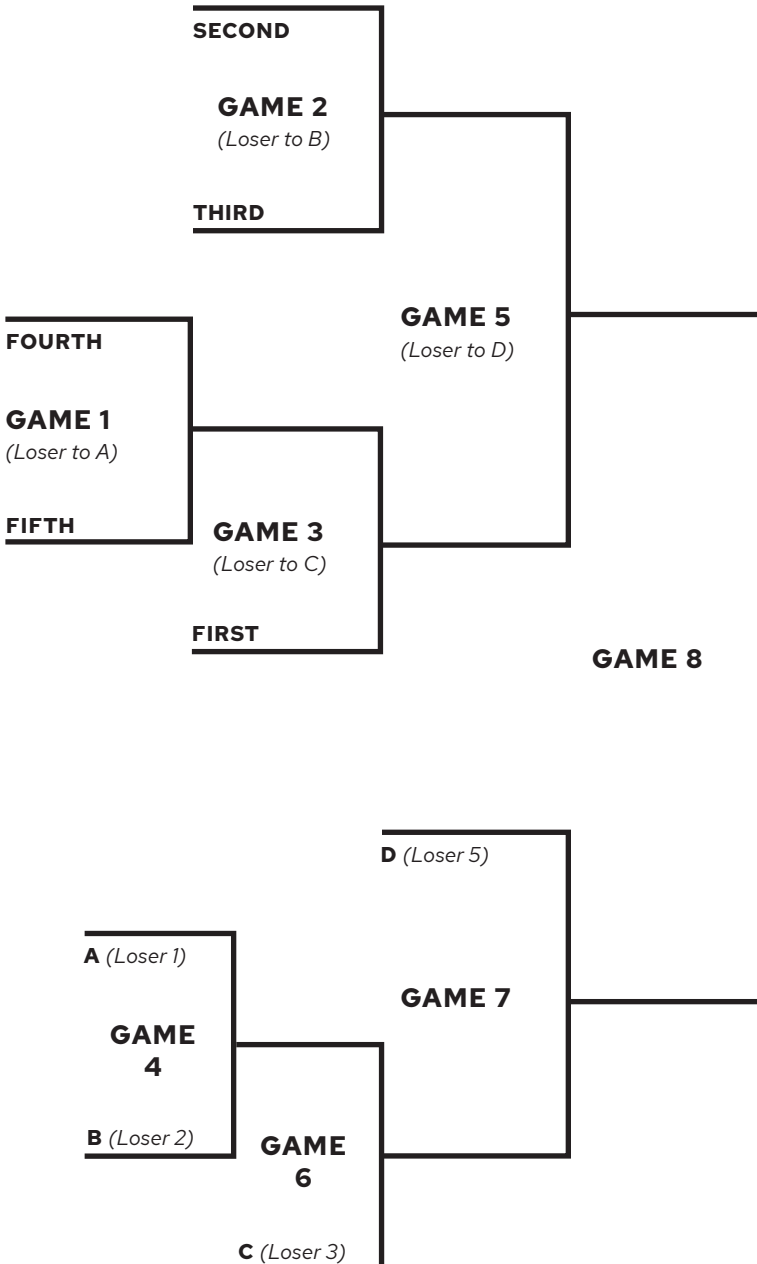 SECOND
GAME 2
(Loser to B)
THIRD
FOURTH
GAME 1
(Loser to A)
FIFTH
GAME 5
(Loser to D)
GAME 3
(Loser to C)
FIRST
GAME 8
D (Loser 5)
A (Loser 1)
GAME
4
B (Loser 2)
GAME 7
GAME
6
C (Loser 3)